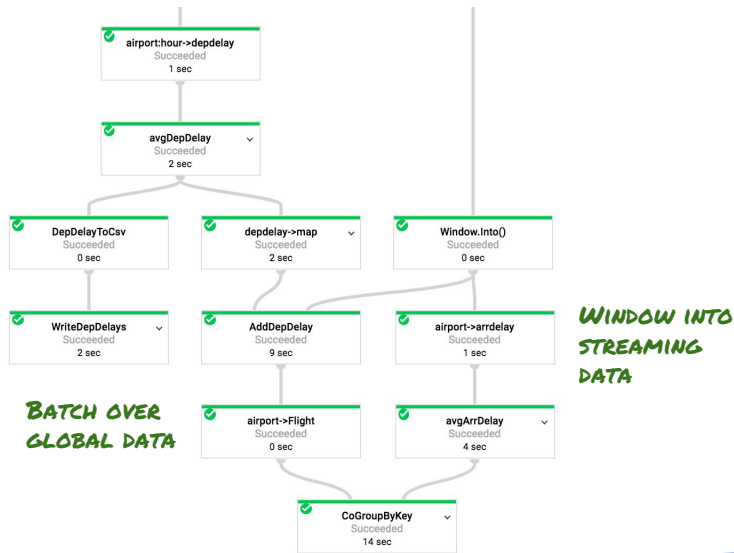 airport:hour->depdelay
Succeeded
1 sec
avgDepDelay
Succeeded
2 sec
DepDelayToCsv
Succeeded
0 sec
depdelay->map
Succeeded
2 sec
Window.Into()
Succeeded
0 sec
WriteDepDelays
Succeeded
2 sec
AddDepDelay
Succeeded
9 sec
airport->arrdelay
Succeeded
1 sec
WINDOW INTO
STREAMING
DATA
BATCH OVER
GLOBAL DATA
airport->Flight
Succeeded
0 sec
avgArrDelay
Succeeded
4 sec
CoGroupByKey
Succeeded
14 sec